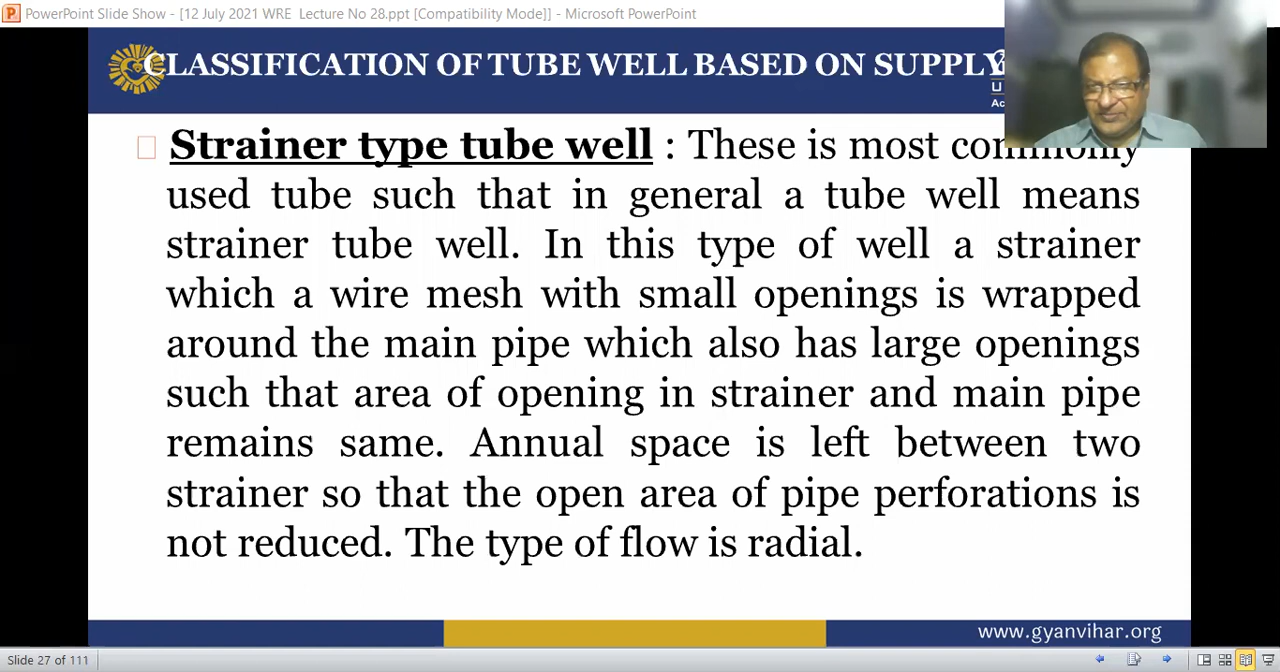 PowerPoint Slide Show - [12 July 2021 WRE Lecture No 28.ppt [Compatibility Mode]] - Microsoft PowerPoint
CLASSIFICATION OF TUBE WELL BASED ON SUPPLY
Strainer type tube well : These is most commonly
used tube such that in general a tube well means
strainer tube well. In this type of well a strainer
which a wire mesh with small openings is wrapped
around the main pipe which also has large openings
such that area of opening in strainer and main pipe
remains same. Annual space is left between two
strainer so that the open area of pipe perforations is
not reduced. The type of flow is radial.
www.gyanvihar.org
Slide 27 of 111